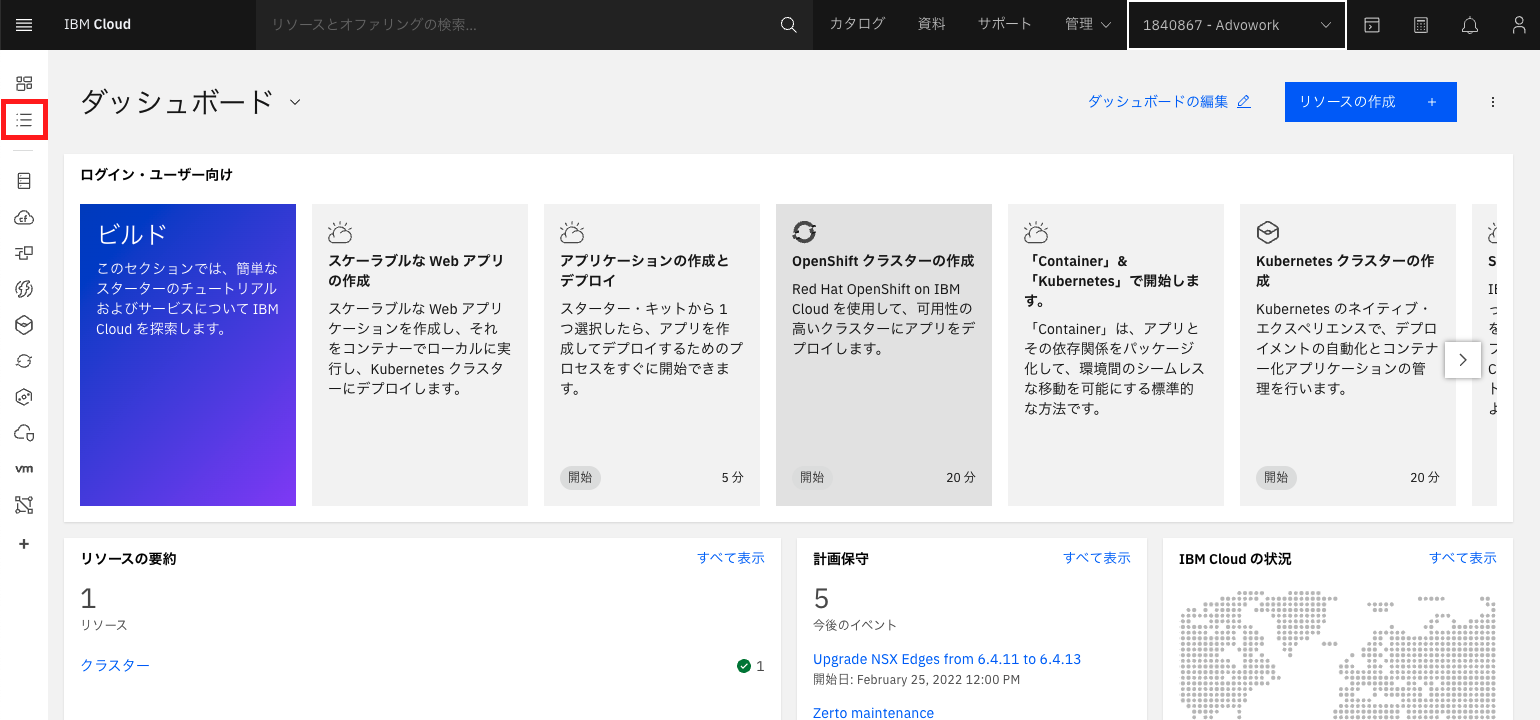 IBM Cloud
リソースとオファリングの検索...
カタログ
資料
サポート
管理
1840867 - Advowork
ダッシュボード
ダッシュボードの編集
リソースの作成 +
ログイン・ユーザー向け
ビルド
このセクションでは、簡単な
スターターのチュートリアル
およびサービスについて IBM
Cloud を探索します。
スケーラブルな Web アプリ
の作成
スケーラブルな Web アプリ
ケーションを作成し、それ
をコンテナーでローカルに実
行し、Kubernetes クラスタ
ーにデプロイします。
アプリケーションの作成と
デプロイ
スターター・キットから 1
つ選択したら、アプリを作
成してデプロイするためのプ
ロセスをすぐに開始できま
す。
開始
5 分
OpenShift クラスターの作成
Red Hat OpenShift on IBM
Cloud を使用して、可用性の
高いクラスターにアプリをデ
プロイします。
開始
20 分
「Container」&
「Kubernetes」で開始しま
す。
「Container」は、アプリと
その依存関係をパッケージ
化して、環境間のシームレス
な移動を可能にする標準的
な方法です。
Kubernetes クラスターの作
成
Kubernetes のネイティブ・
エクスペリエンスで、デプロ
イメントの自動化とコンテナ
ー化アプリケーションの管
理を行います。
開始
20 分
cf
vm
リソースの要約
すべて表示
1
リソース
クラスター
1
計画保守
すべて表示
5
今後のイベント
Upgrade NSX Edges from 6.4.11 to 6.4.13
開始日: February 25, 2022 12:00 PM
Zerto maintenance
IBM Cloud の状況
すべて表示